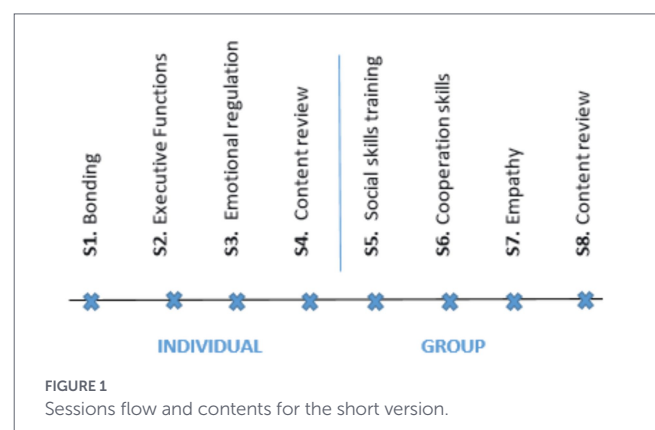 S1. Bonding
S2. Executive Functions
S3. Emotional regulation
S4. Content review
S5. Social skills training
S6. Cooperation skills
S7. Empathy
S8. Content review
INDIVIDUAL
GROUP
FIGURE 1
Sessions flow and contents for the short version.